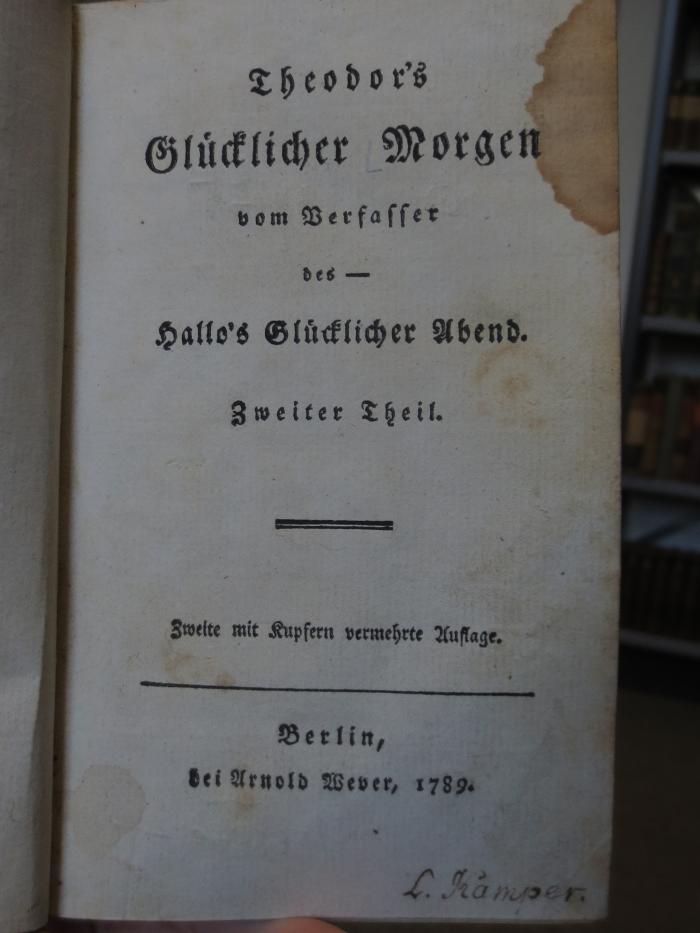 Theodor's
Glücklicher Morgen
vom Verfasser
des —
Hallo's Glücklicher Abend.
Zweiter Theil.
Zweite mit Kupfern vermehrte Auflage.
Berlin,
bei Arnold Wever, 1789.
L. Kämper.